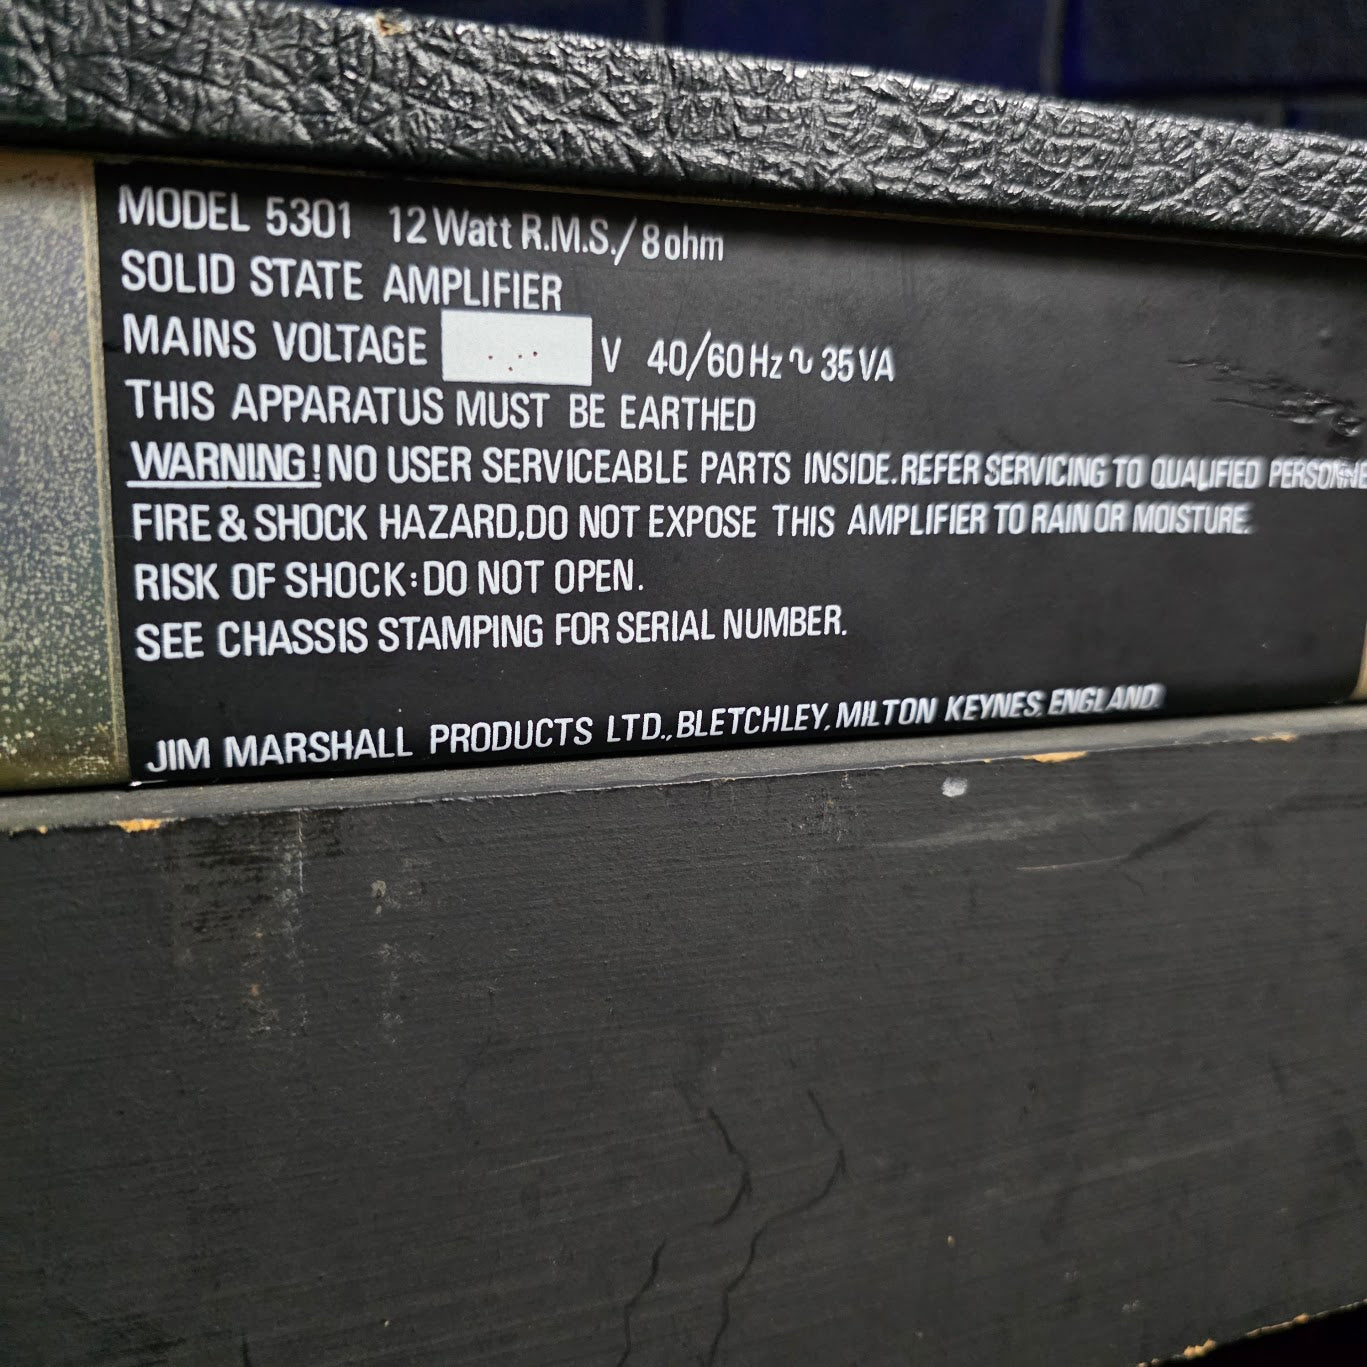 MODEL 5301 12 Watt R.M.S./8 ohm
SOLID STATE AMPLIFIER
MAINS VOLTAGE V 40/60 Hz ∿ 35 VA
THIS APPARATUS MUST BE EARTHED
WARNING! NO USER SERVICEABLE PARTS INSIDE. REFER SERVICING TO QUALIFIED PERSONNE
FIRE & SHOCK HAZARD, DO NOT EXPOSE THIS AMPLIFIER TO RAIN OR MOISTURE.
RISK OF SHOCK: DO NOT OPEN.
SEE CHASSIS STAMPING FOR SERIAL NUMBER.
JIM MARSHALL PRODUCTS LTD., BLETCHLEY, MILTON KEYNES, ENGLAND.